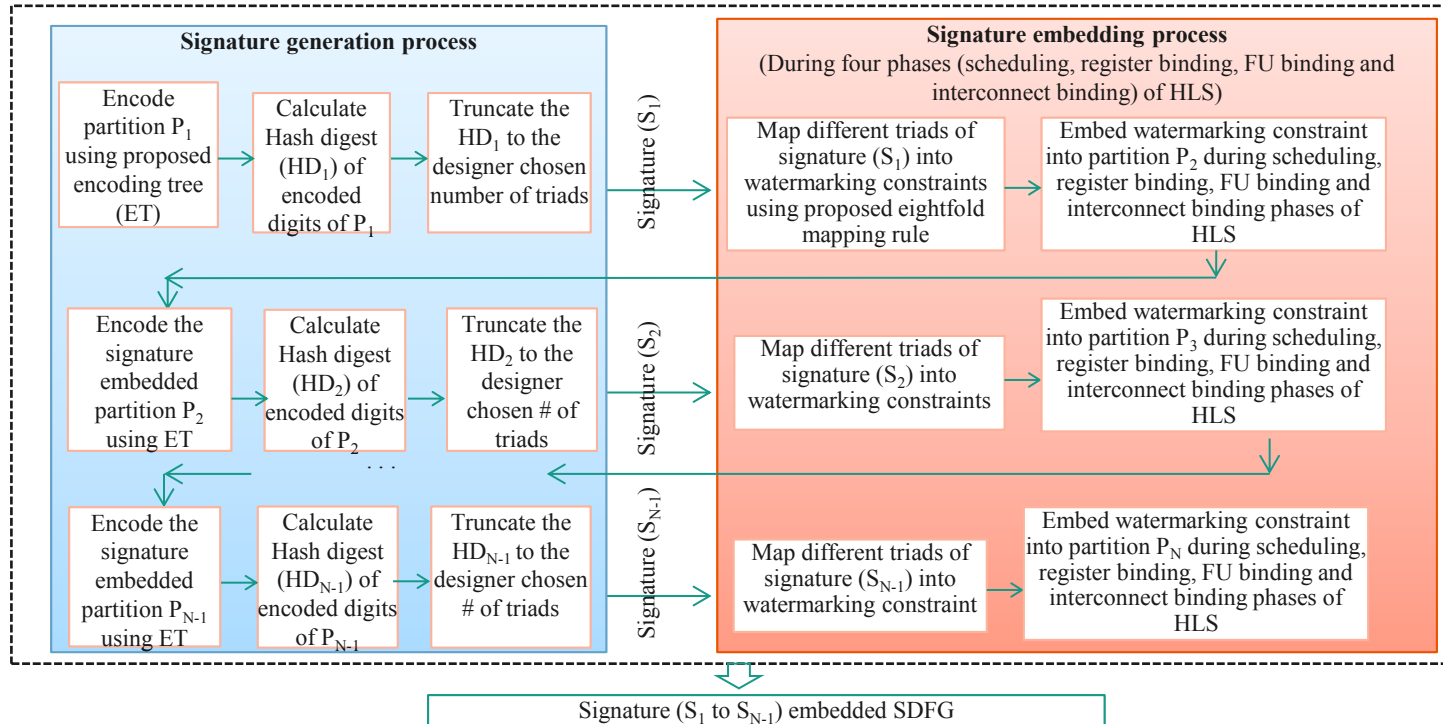 Signature generation process
Encode
partition P₁
using proposed
encoding tree
(ET)
Calculate
Hash digest
(HD₁) of
encoded
digits of P₁
Truncate the
HD₁ to the
designer chosen
number of triads
Signature (S₁)
Signature embedding process
(During four phases (scheduling, register binding, FU binding and
interconnect binding) of HLS)
Map different triads of
signature (S₁) into
watermarking constraints
using proposed eightfold
mapping rule
Embed watermarking constraint
into partition P₂ during scheduling,
register binding, FU binding and
interconnect binding phases of
HLS
Encode the
signature
embedded
partition P₂
using ET
Calculate
Hash digest
(HD₂) of
encoded digits
of P₂
Truncate the
HD₂ to the
designer
chosen # of
triads
Signature (S₂)
Map different triads of
signature (S₂) into
watermarking constraints
Embed watermarking constraint
into partition P₃ during scheduling,
register binding, FU binding and
interconnect binding phases of
HLS
. . .
Encode the
signature
embedded
partition P_{N-1}
using ET
Calculate
Hash digest
(HD_{N-1}) of
encoded digits
of P_{N-1}
Truncate the
HD_{N-1} to the
designer chosen
# of triads
Signature (S_{N-1})
Map different triads of
signature (S_{N-1}) into
watermarking constraint
Embed watermarking constraint
into partition P_N during scheduling,
register binding, FU binding and
interconnect binding phases of
HLS
Signature (S₁ to S_{N-1}) embedded SDFG